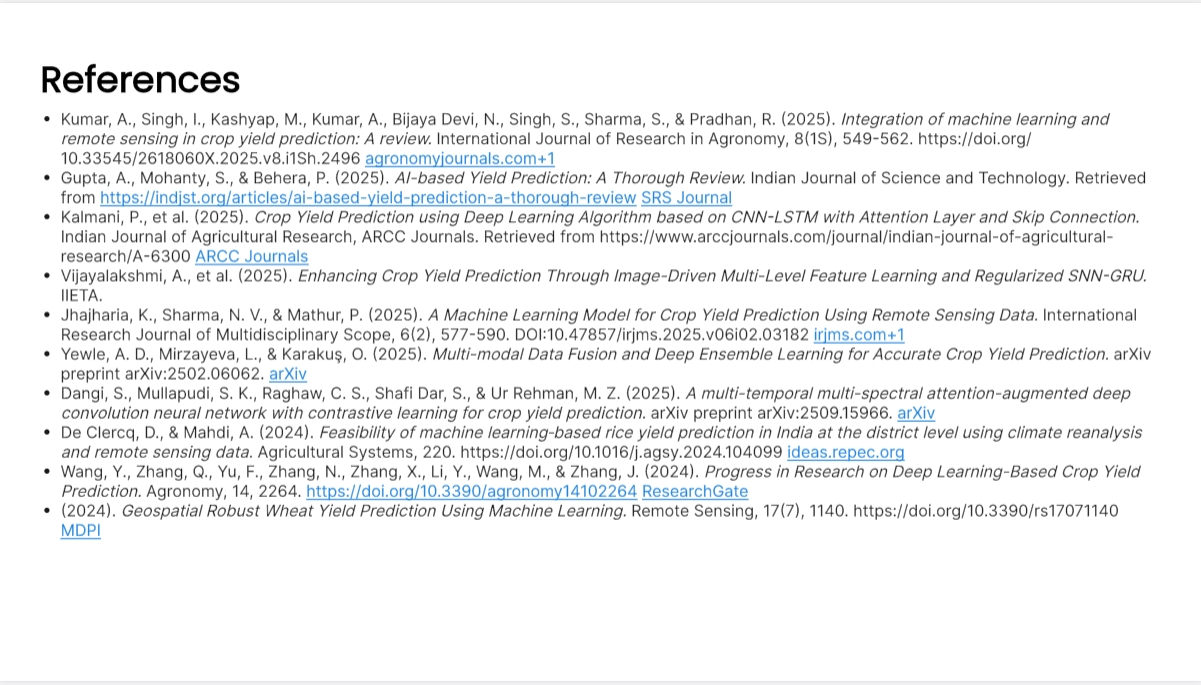 References
• Kumar, A., Singh, I., Kashyap, M., Kumar, A., Bijaya Devi, N., Singh, S., Sharma, S., & Pradhan, R. (2025). Integration of machine learning and
remote sensing in crop yield prediction: A review. International Journal of Research in Agronomy, 8(1S), 549-562. https://doi.org/
10.33545/2618060X.2025.v8.i1Sh.2496 agronomyjournals.com+1
• Gupta, A., Mohanty, S., & Behera, P. (2025). AI-based Yield Prediction: A Thorough Review. Indian Journal of Science and Technology. Retrieved
from https://indjst.org/articles/ai-based-yield-prediction-a-thorough-review SRS Journal
• Kalmani, P., et al. (2025). Crop Yield Prediction using Deep Learning Algorithm based on CNN-LSTM with Attention Layer and Skip Connection.
Indian Journal of Agricultural Research, ARCC Journals. Retrieved from https://www.arccjournals.com/journal/indian-journal-of-agricultural-
research/A-6300 ARCC Journals
• Vijayalakshmi, A., et al. (2025). Enhancing Crop Yield Prediction Through Image-Driven Multi-Level Feature Learning and Regularized SNN-GRU.
IIETA.
• Jhajharia, K., Sharma, N. V., & Mathur, P. (2025). A Machine Learning Model for Crop Yield Prediction Using Remote Sensing Data. International
Research Journal of Multidisciplinary Scope, 6(2), 577-590. DOI:10.47857/irjms.2025.v06i02.03182 irjms.com+1
• Yewle, A. D., Mirzayeva, L., & Karakuş, O. (2025). Multi-modal Data Fusion and Deep Ensemble Learning for Accurate Crop Yield Prediction. arXiv
preprint arXiv:2502.06062. arXiv
• Dangi, S., Mullapudi, S. K., Raghaw, C. S., Shafi Dar, S., & Ur Rehman, M. Z. (2025). A multi-temporal multi-spectral attention-augmented deep
convolution neural network with contrastive learning for crop yield prediction. arXiv preprint arXiv:2509.15966. arXiv
• De Clercq, D., & Mahdi, A. (2024). Feasibility of machine learning-based rice yield prediction in India at the district level using climate reanalysis
and remote sensing data. Agricultural Systems, 220. https://doi.org/10.1016/j.agsy.2024.104099 ideas.repec.org
• Wang, Y., Zhang, Q., Yu, F., Zhang, N., Zhang, X., Li, Y., Wang, M., & Zhang, J. (2024). Progress in Research on Deep Learning-Based Crop Yield
Prediction. Agronomy, 14, 2264. https://doi.org/10.3390/agronomy14102264 ResearchGate
• (2024). Geospatial Robust Wheat Yield Prediction Using Machine Learning. Remote Sensing, 17(7), 1140. https://doi.org/10.3390/rs17071140
MDPI